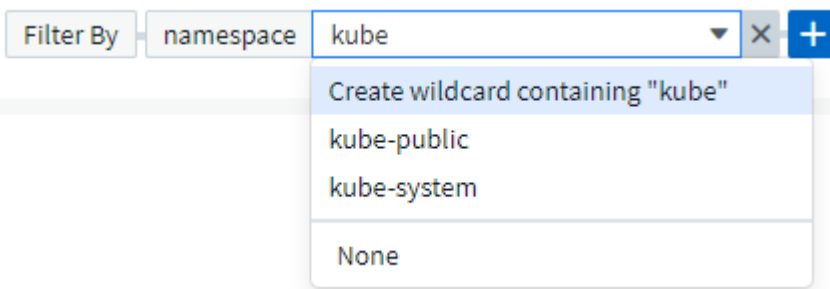 Filter By namespace kube
Create wildcard containing "kube"
kube-public
kube-system
None